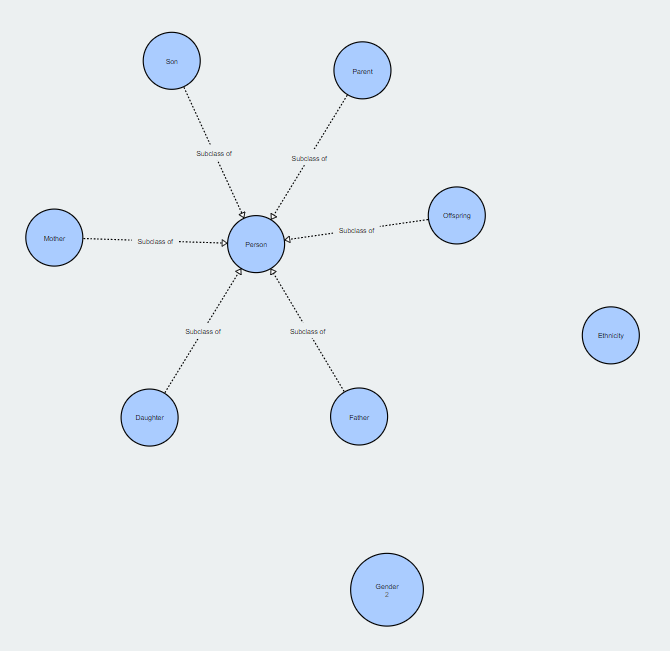 Son
Parent
Subclass of
Subclass of
Offspring
Subclass of
Mother
Subclass of
Person
Subclass of
Subclass of
Ethnicity
Daughter
Father
Gender
2